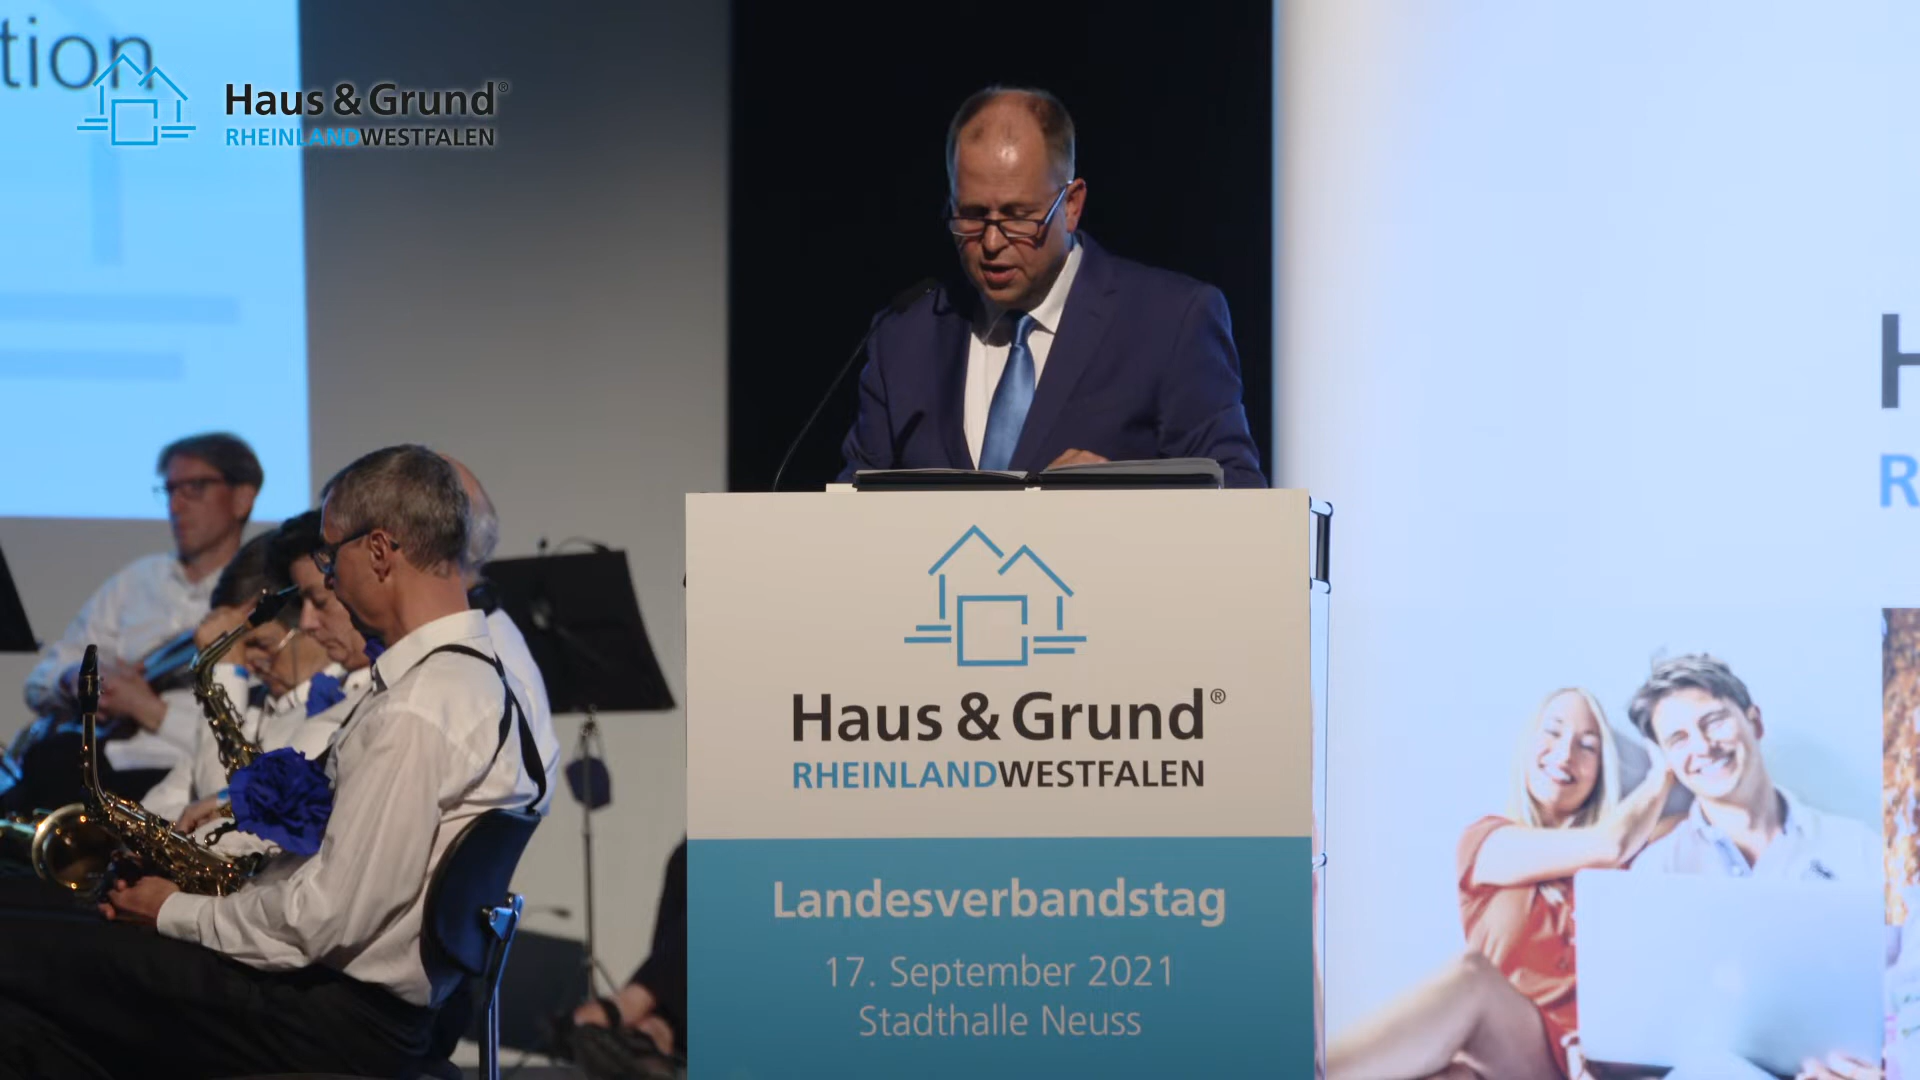 tion
Haus & Grund®
RHEINLANDWESTFALEN
Haus & Grund®
RHEINLANDWESTFALEN
Landesverbandstag
17. September 2021
Stadthalle Neuss
H
R